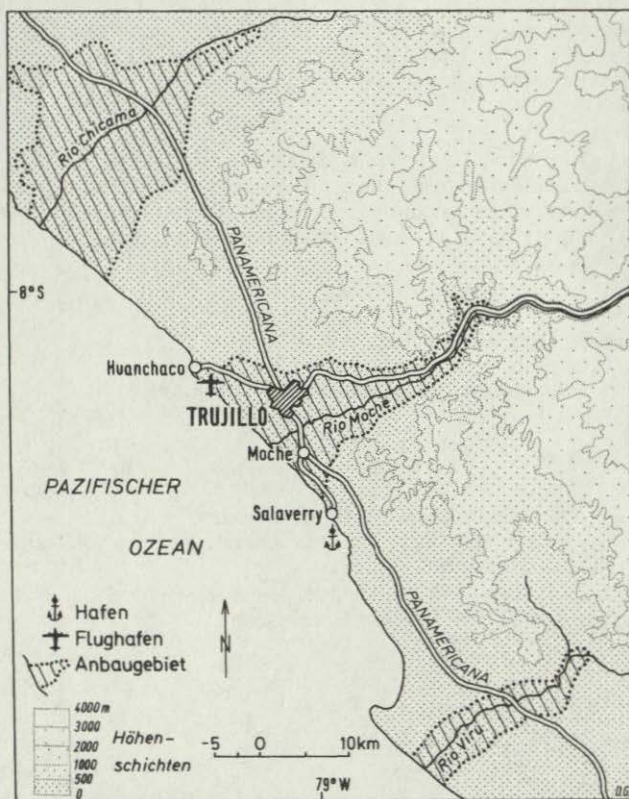 Rio Chicama
PANAMERICANA
8° S
Huanchaco
TRUJILLO
Rio Moche
Moche
Salaverry
PAZIFISCHER
OZEAN
Hafen
Flughafen
Anbaugebiet
N
PANAMERICANA
Rio Virú
4000 m
3000
2000
1000
500
0
Höhen-
schichten
-5 0 10km
79° W
O.G.